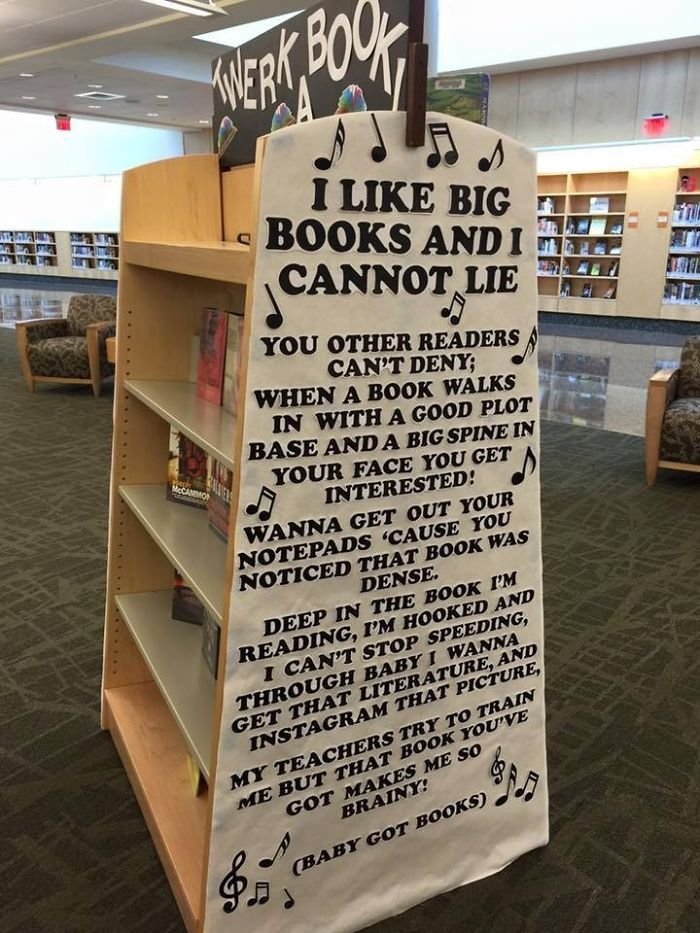 TWERK A BOOK!
I LIKE BIG
BOOKS AND I
CANNOT LIE
YOU OTHER READERS
CAN'T DENY;
WHEN A BOOK WALKS
IN WITH A GOOD PLOT
BASE AND A BIG SPINE IN
YOUR FACE YOU GET
INTERESTED!
WANNA GET OUT YOUR
NOTEPADS 'CAUSE YOU
NOTICED THAT BOOK WAS
DENSE.
DEEP IN THE BOOK I'M
READING, I'M HOOKED AND
I CAN'T STOP SPEEDING,
THROUGH BABY I WANNA
GET THAT LITERATURE, AND
INSTAGRAM THAT PICTURE,
MY TEACHERS TRY TO TRAIN
ME BUT THAT BOOK YOU'VE
GOT MAKES ME SO
BRAINY!
(BABY GOT BOOKS)
McCAMMON